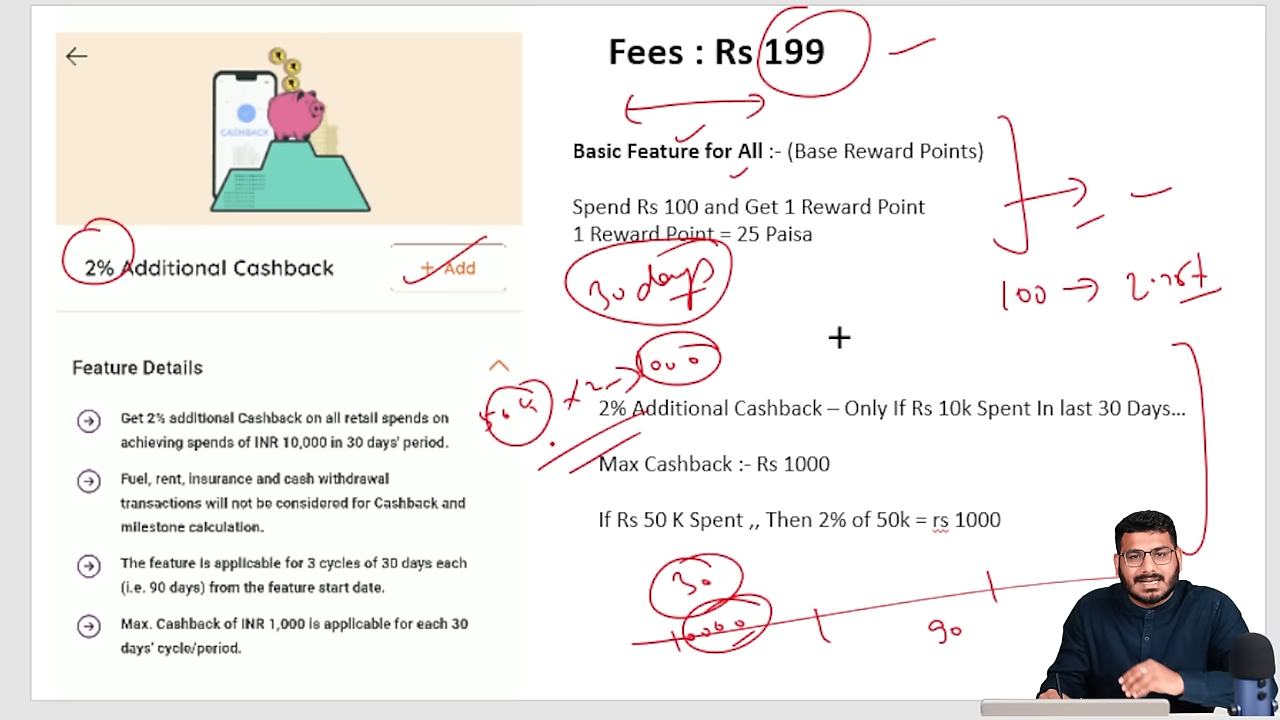 CASHBACK
2% Additional Cashback
+ Add
Feature Details
Get 2% additional Cashback on all retail spends on
achieving spends of INR 10,000 in 30 days' period.
Fuel, rent, insurance and cash withdrawal
transactions will not be considered for Cashback and
milestone calculation.
The feature is applicable for 3 cycles of 30 days each
(i.e. 90 days) from the feature start date.
Max. Cashback of INR 1,000 is applicable for each 30
days' cycle/period.
Fees : Rs 199
Basic Feature for All :- (Base Reward Points)
Spend Rs 100 and Get 1 Reward Point
1 Reward Point = 25 Paisa
30 days
100 → 2.25%
+
1000
2% Additional Cashback – Only If Rs 10k Spent In last 30 Days...
Max Cashback :- Rs 1000
If Rs 50 K Spent ,, Then 2% of 50k = rs 1000
30
10000
90